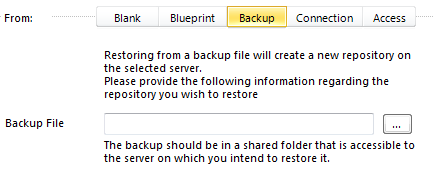 From: Blank Blueprint Backup Connection Access
Restoring from a backup file will create a new repository on
the selected server.
Please provide the following information regarding the
repository you wish to restore
Backup File ...
The backup should be in a shared folder that is accessible to
the server on which you intend to restore it.